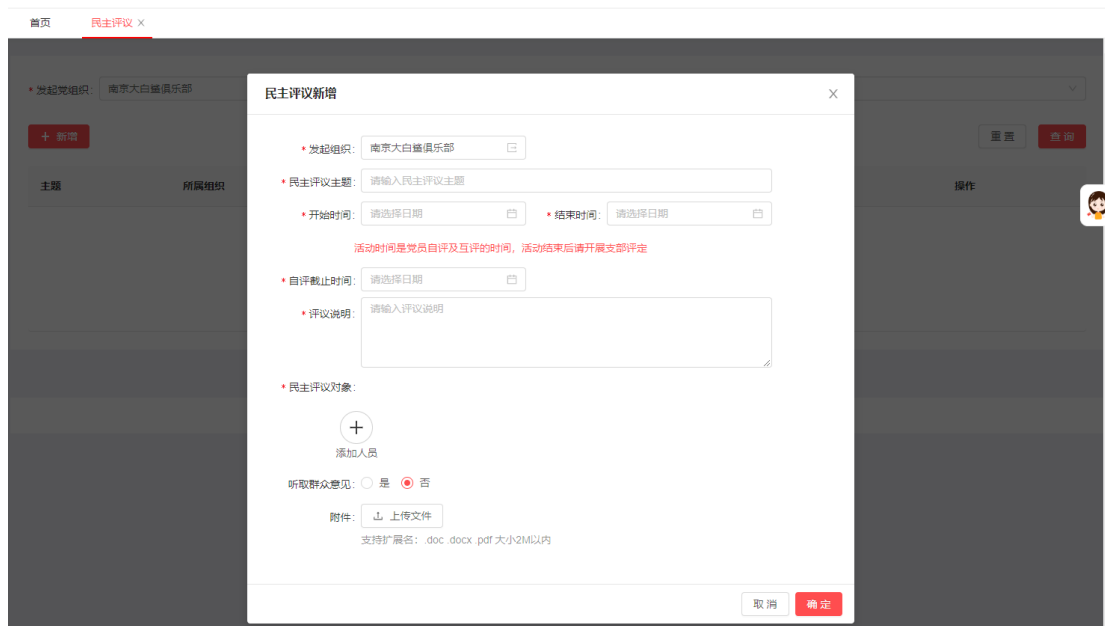 首页 民主评议 ×
* 发起党组织: 南京大白鲨俱乐部
民主评议新增
+ 新增 重置 查询
主题 所属组织 操作
* 发起组织: 南京大白鲨俱乐部
* 民主评议主题: 请输入民主评议主题
* 开始时间: 请选择日期 * 结束时间: 请选择日期
活动时间是党员自评及互评的时间，活动结束后请开展支部评定
* 自评截止时间: 请选择日期
* 评议说明: 请输入评议说明
* 民主评议对象:
添加人员
听取群众意见: 是 否
附件: 上传文件
支持扩展名：.doc .docx .pdf 大小2M以内
取消 确定